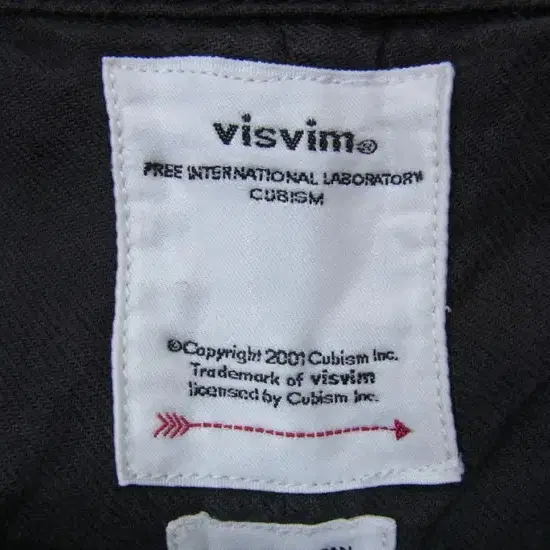 visvim®
FREE INTERNATIONAL LABORATORY
CUBISM
©Copyright 2001 Cubism Inc.
Trademark of visvim
licensed by Cubism Inc.